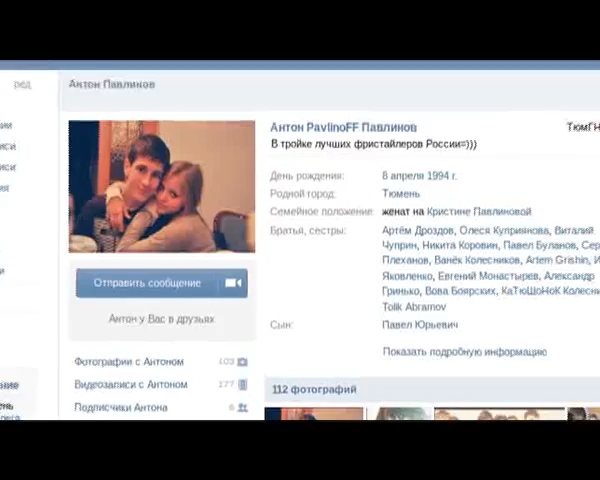 ред
Антон Павлинов
Антон PavlinoFF Павлинов
В тройке лучших фристайлеров России=)))
День рождения: 8 апреля 1994 г.
Родной город: Тюмень
Семейное положение: женат на Кристине Павлиновой
Братья, сестры: Артём Дроздов, Олеся Куприянова, Виталий
Чуприн, Никита Коровин, Павел Буланов, Сер
Плеханов, Ванёк Колесников, Artem Grishin, И
Яковленко, Евгений Монастырев, Александр
Гринько, Вова Боярских, КаТюШоНоК Колесни
Tolik Abramov
Сын: Павел Юрьевич
Показать подробную информацию
Отправить сообщение
Антон у Вас в друзьях
Фотографии с Антоном 103
Видеозаписи с Антоном 177
Подписчики Антона 6
112 фотографий